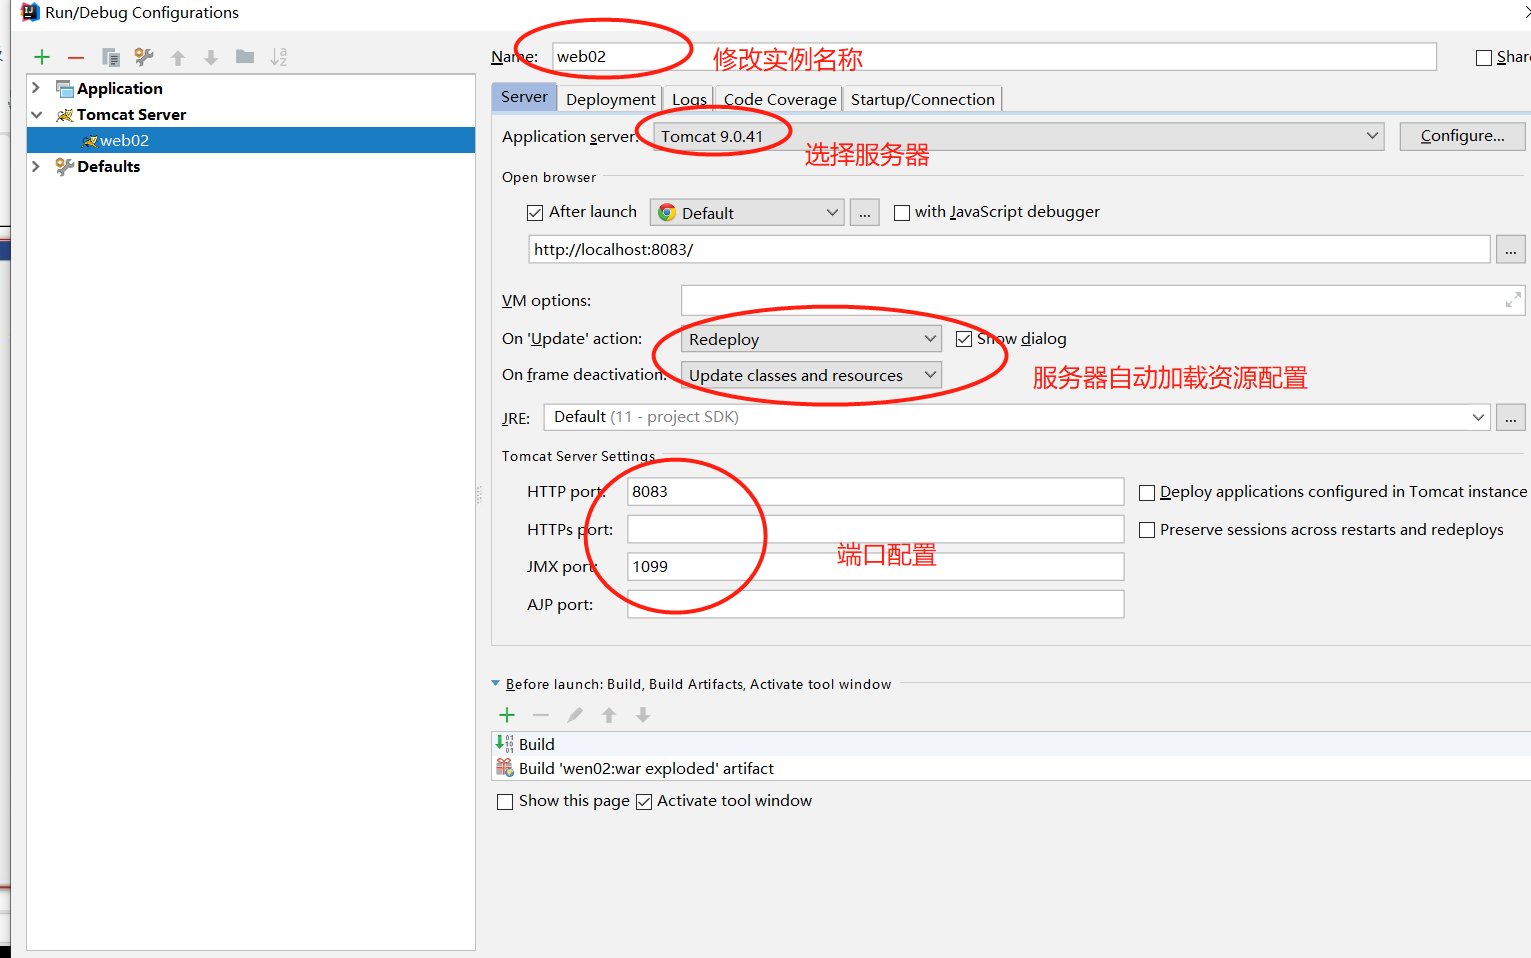 Run/Debug Configurations
Name: web02 修改实例名称
Share
Application
Tomcat Server
web02
Defaults
Server Deployment Logs Code Coverage Startup/Connection
Application server: Tomcat 9.0.41 Configure...
选择服务器
Open browser
After launch Default ... with JavaScript debugger
http://localhost:8083/ ...
VM options:
On 'Update' action: Redeploy Show dialog
On frame deactivation: Update classes and resources
服务器自动加载资源配置
JRE: Default (11 - project SDK) ...
Tomcat Server Settings
HTTP port: 8083 Deploy applications configured in Tomcat instance
HTTPs port: Preserve sessions across restarts and redeploys
端口配置
JMX port: 1099
AJP port:
Before launch: Build, Build Artifacts, Activate tool window
Build
Build 'wen02:war exploded' artifact
Show this page Activate tool window